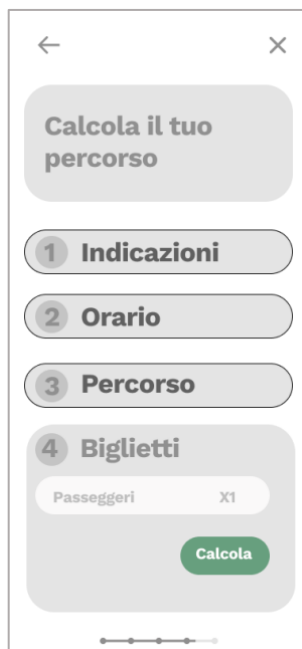 Calcola il tuo
percorso
1 Indicazioni
2 Orario
3 Percorso
4 Biglietti
Passeggeri X1
Calcola